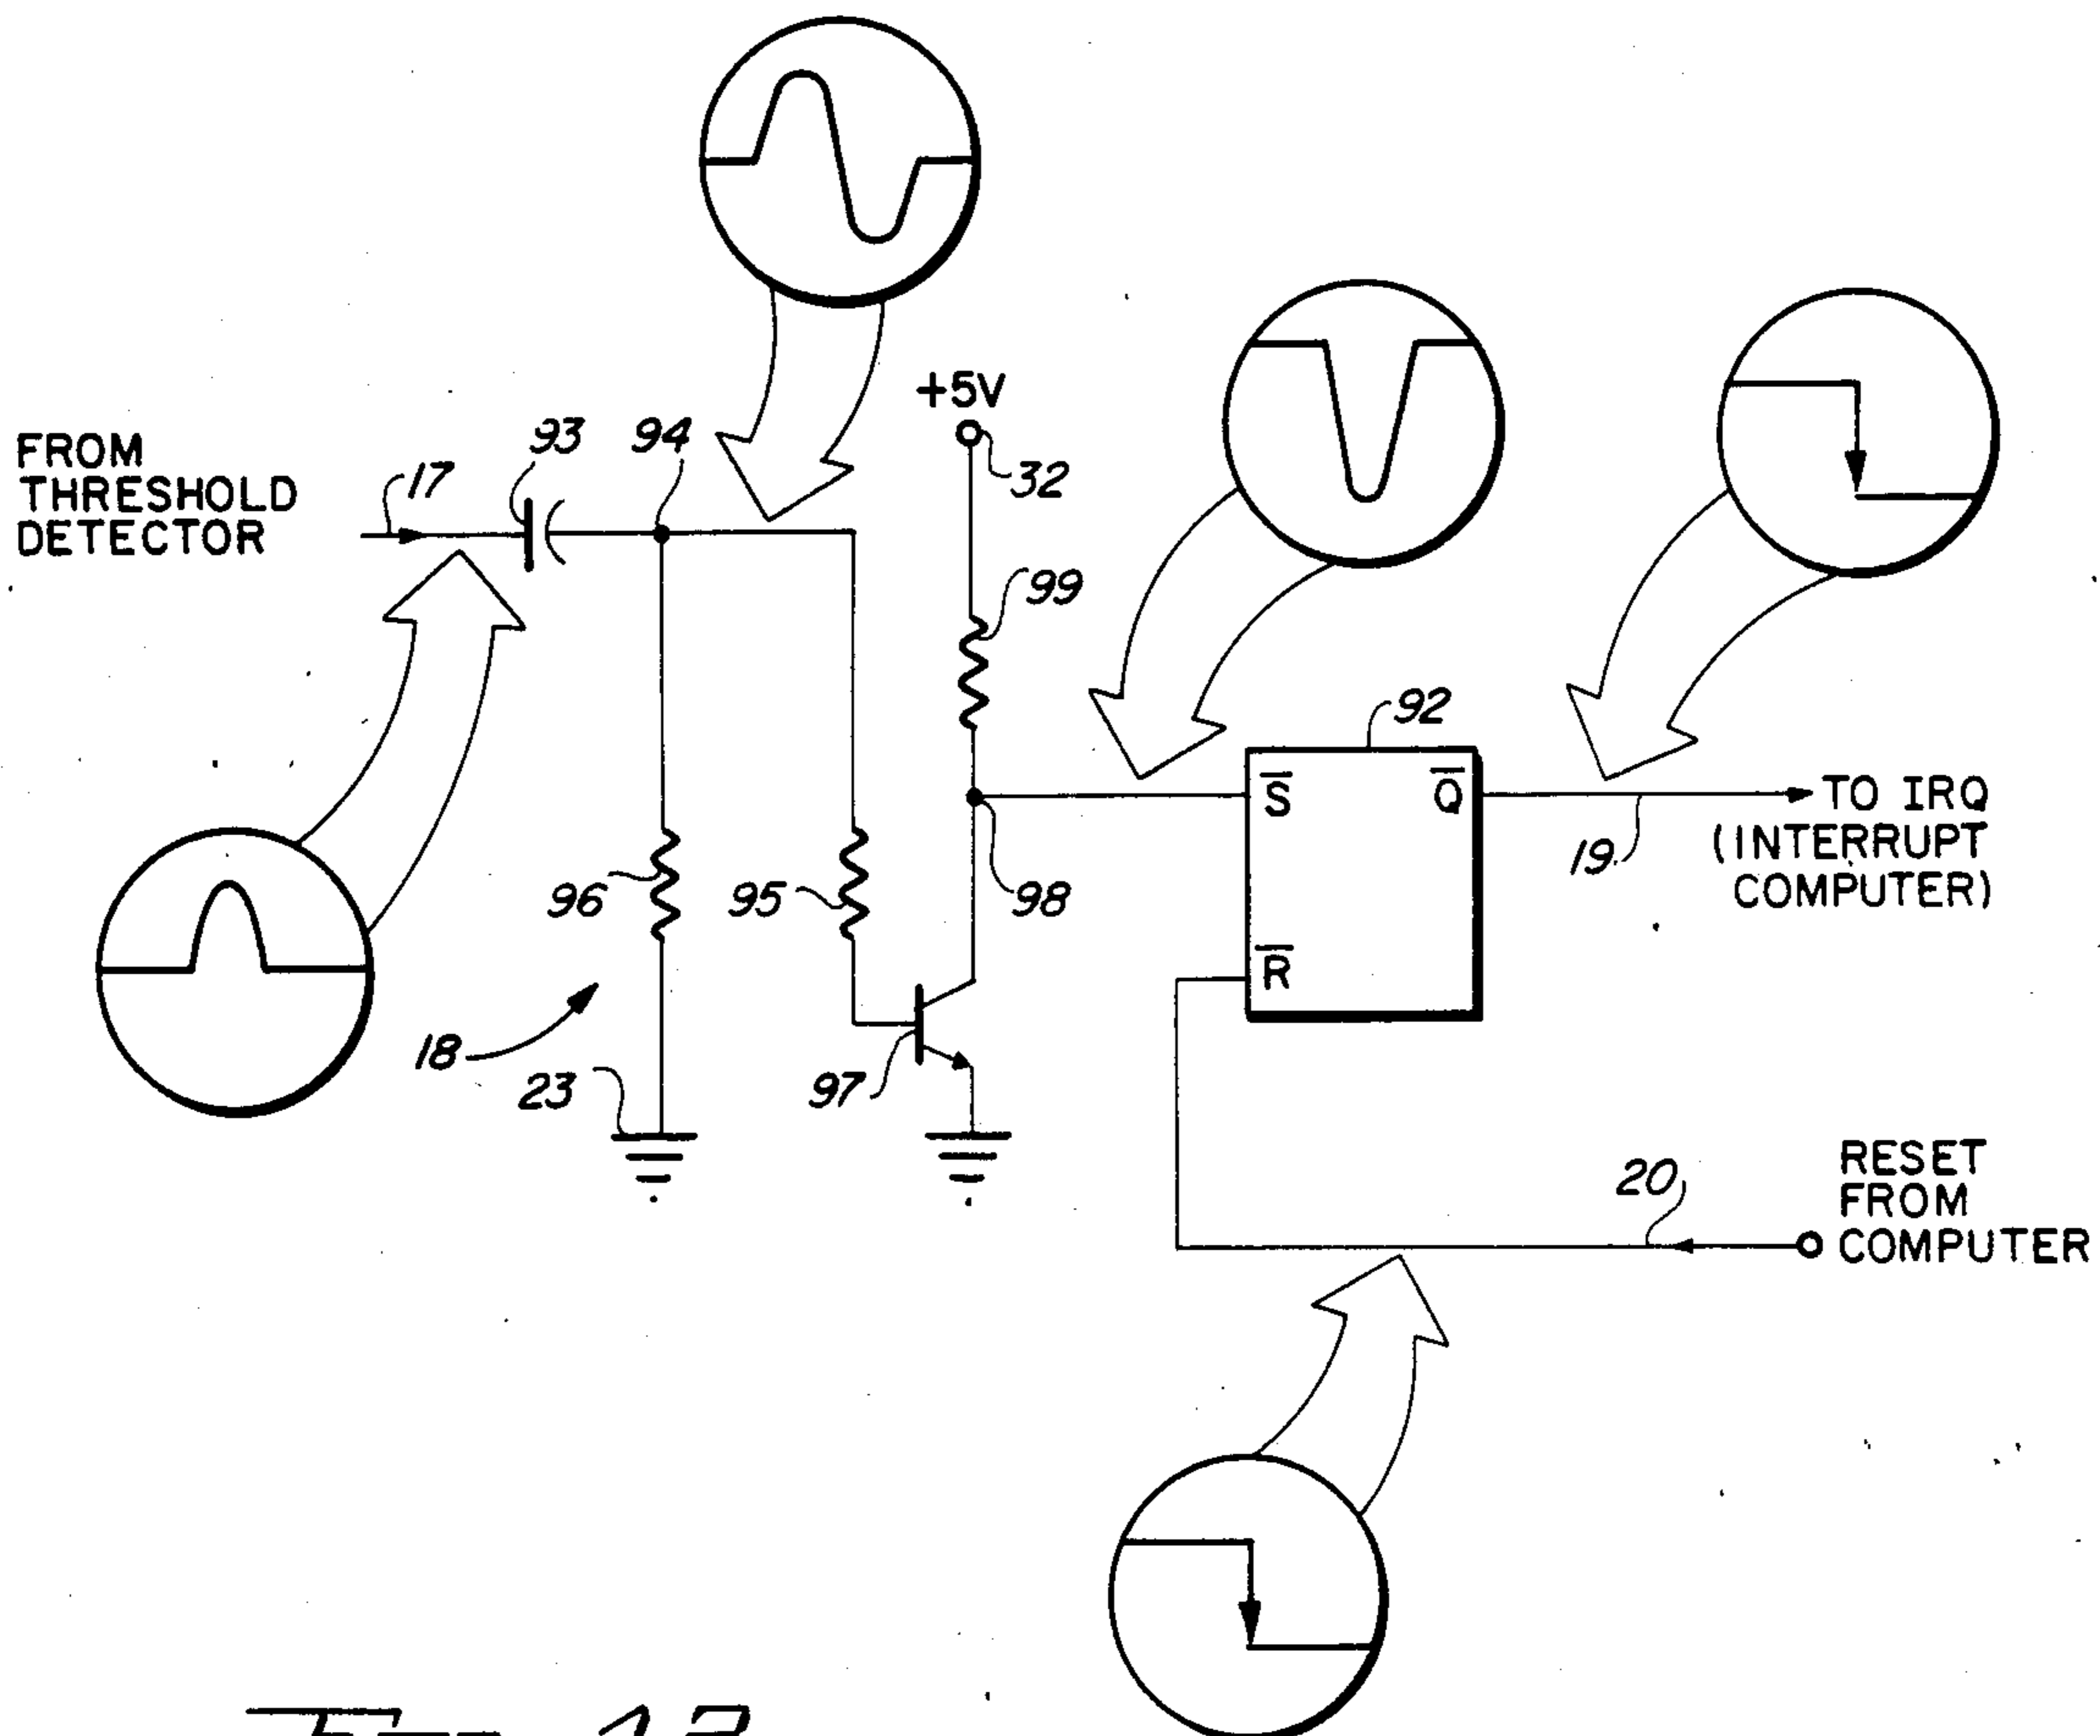 +5V
FROM
THRESHOLD
DETECTOR
17
93
94
32
99
92
S̅
Q̅
R̅
TO IRQ
(INTERRUPT
COMPUTER)
19
96
95
98
18
23
97
20
RESET
FROM
COMPUTER